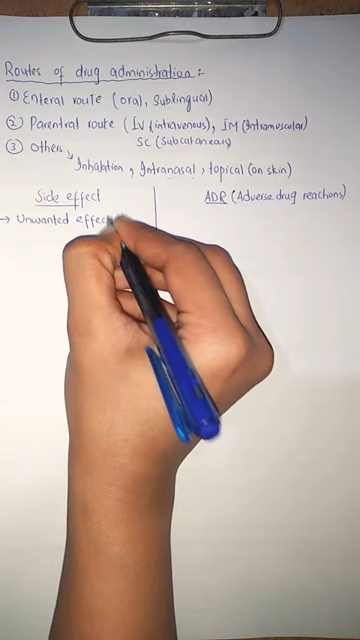 Routes of drug administration :-
① Enteral route (oral, Sublingual)
② Parentral route (IV (intravenous), IM (Intramuscular)
SC (Subcutaneous)
③ Others
Inhalation, Intranasal, topical (on skin)
Side effect
ADR (Adverse drug reactions)
→ Unwanted effec